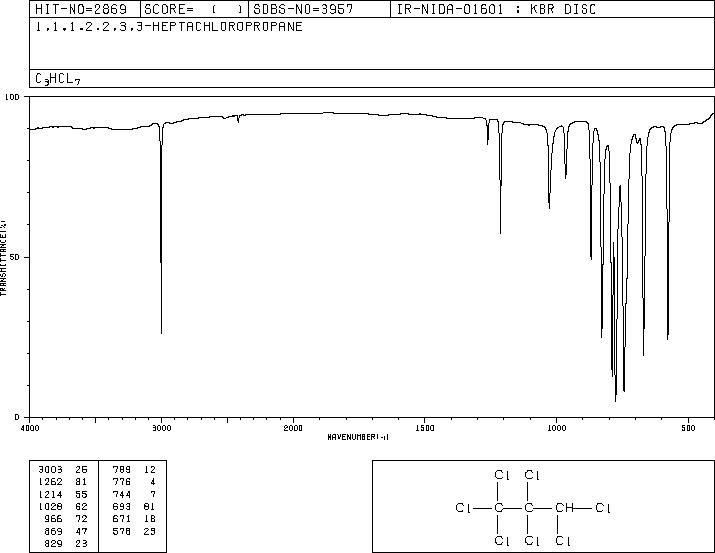 HIT-NO=2869 SCORE= ( ) SDBS-NO=3957 IR-NIDA-01601 : KBR DISC
1,1,1,2,2,3,3-HEPTACHLOROPROPANE
C3HCL7
100
50
0
TRANSMITTANCE(%)
4000 3000 2000 1500 1000 500
WAVENUMBER(-1)
3003 26 789 12
1262 81 776 4
1214 55 744 7
1028 62 693 81
966 72 671 18
869 47 578 23
829 23
Cl Cl
Cl C C CH Cl
Cl Cl Cl